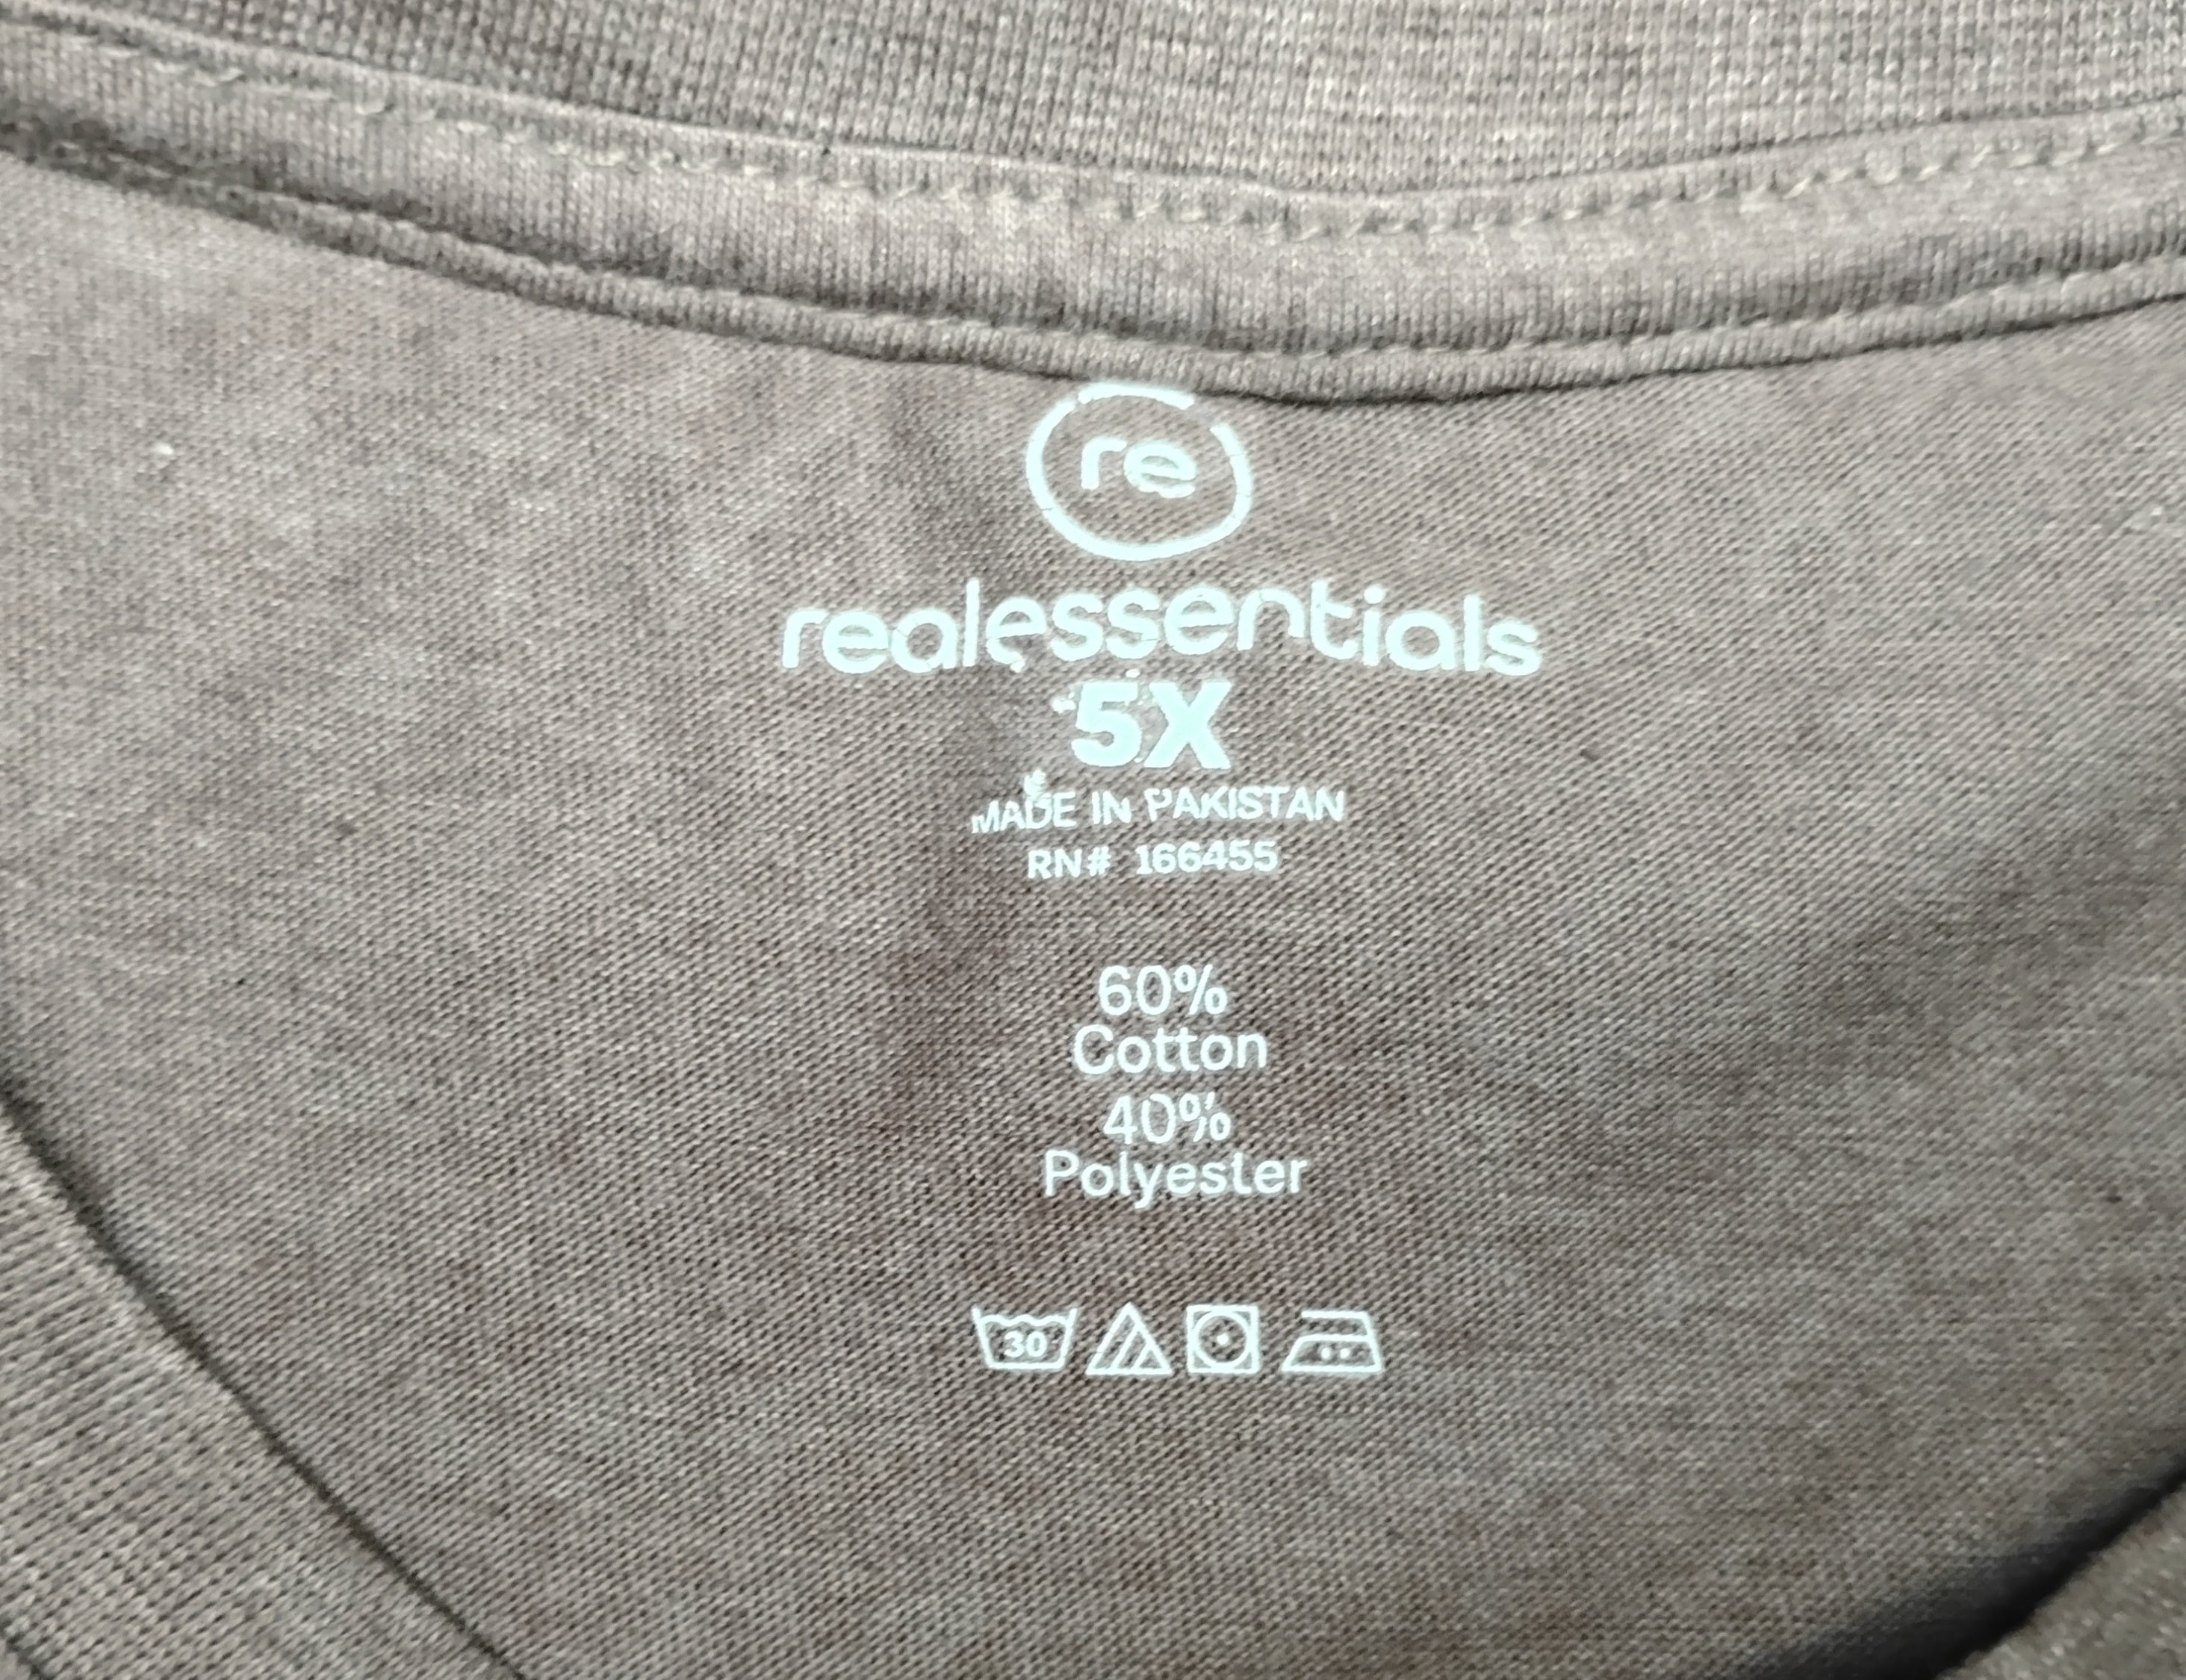 re
realessentials
5X
MADE IN PAKISTAN
RN# 166455
60%
Cotton
40%
Polyester
30